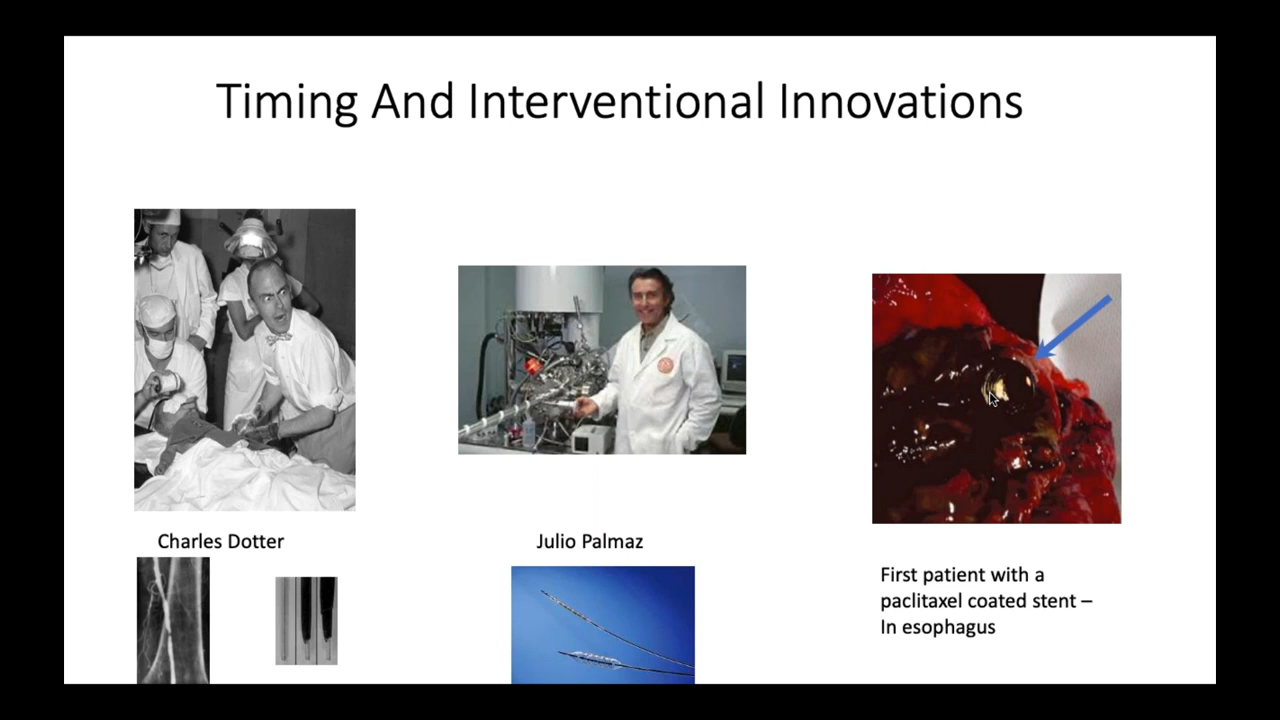 Timing And Interventional Innovations
Charles Dotter
Julio Palmaz
First patient with a
paclitaxel coated stent –
In esophagus